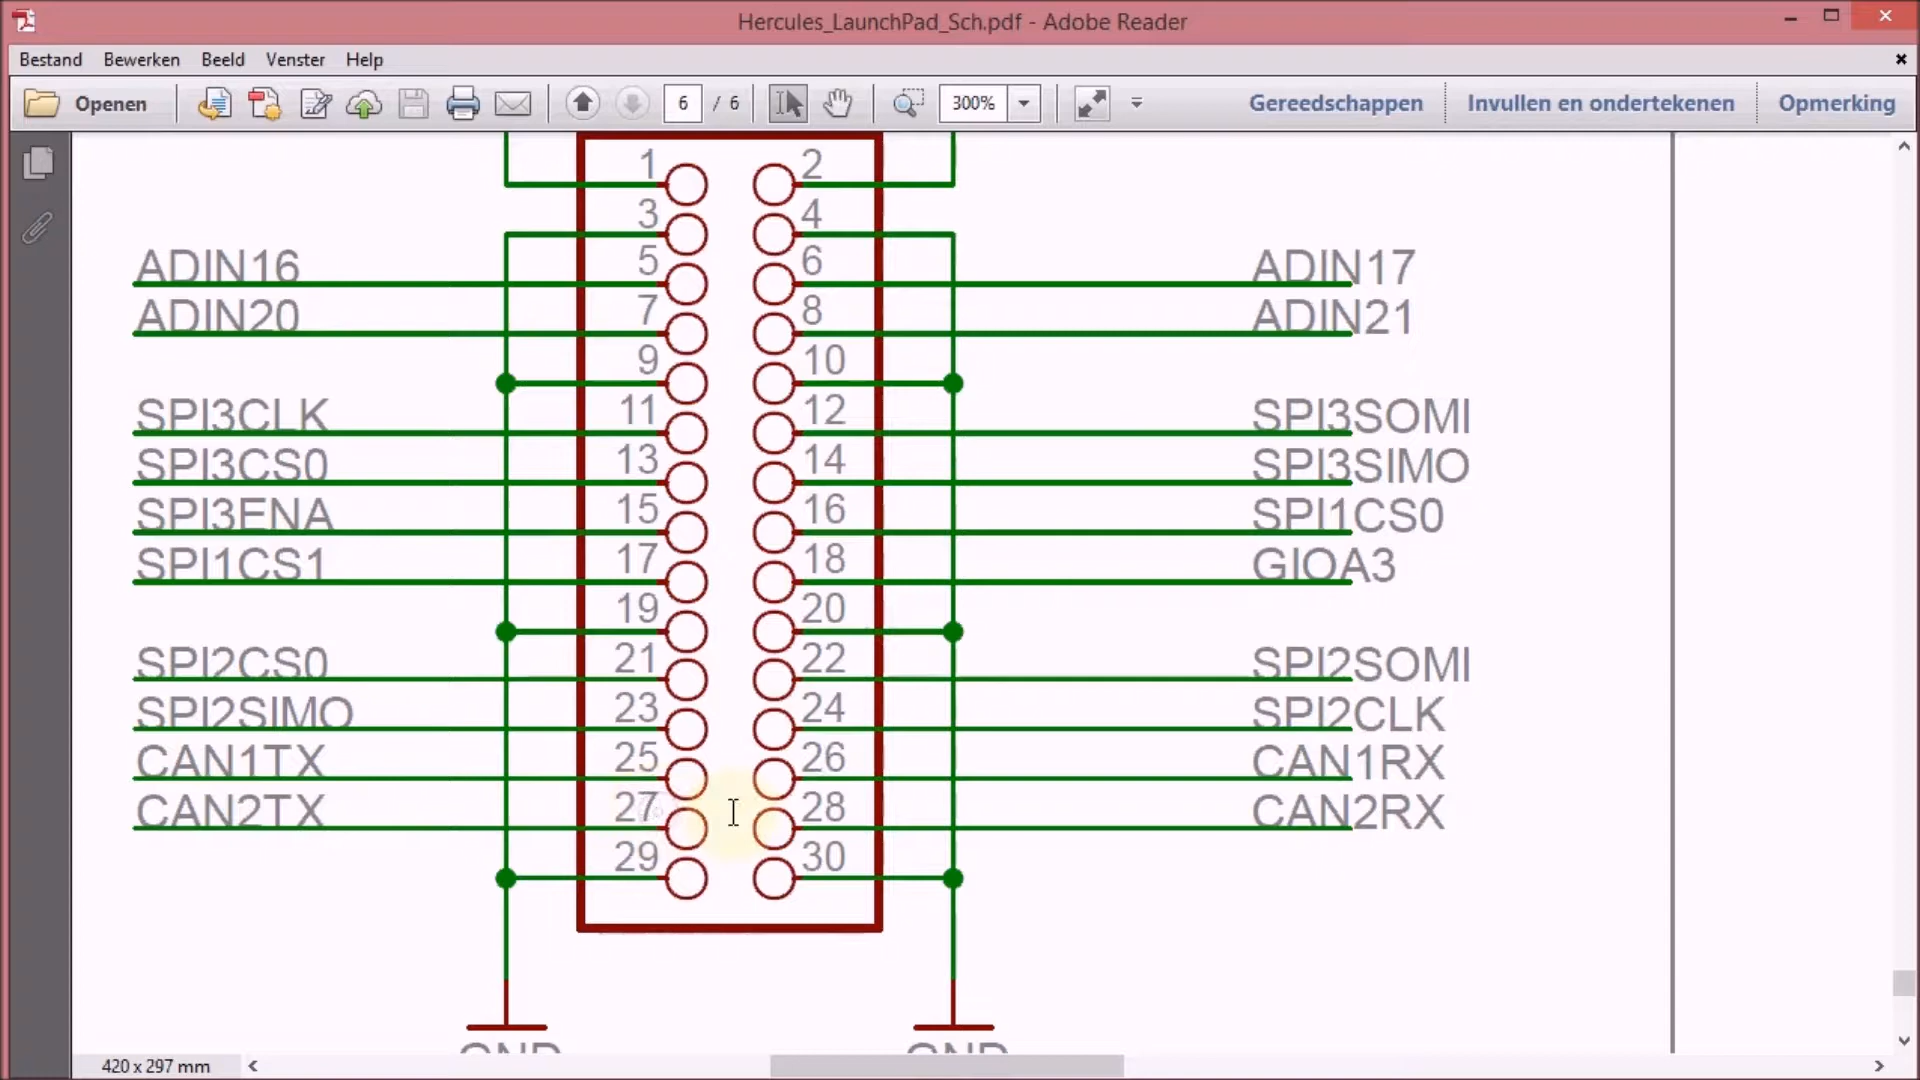 Hercules_LaunchPad_Sch.pdf - Adobe Reader
Bestand Bewerken Beeld Venster Help
Openen 6 / 6 300% Gereedschappen Invullen en ondertekenen Opmerking
1 2
3 4
ADIN16 5 6 ADIN17
ADIN20 7 8 ADIN21
9 10
SPI3CLK 11 12 SPI3SOMI
SPI3CS0 13 14 SPI3SIMO
SPI3ENA 15 16 SPI1CS0
SPI1CS1 17 18 GIOA3
19 20
SPI2CS0 21 22 SPI2SOMI
SPI2SIMO 23 24 SPI2CLK
CAN1TX 25 26 CAN1RX
CAN2TX 27 28 CAN2RX
29 30
GND GND
420 x 297 mm